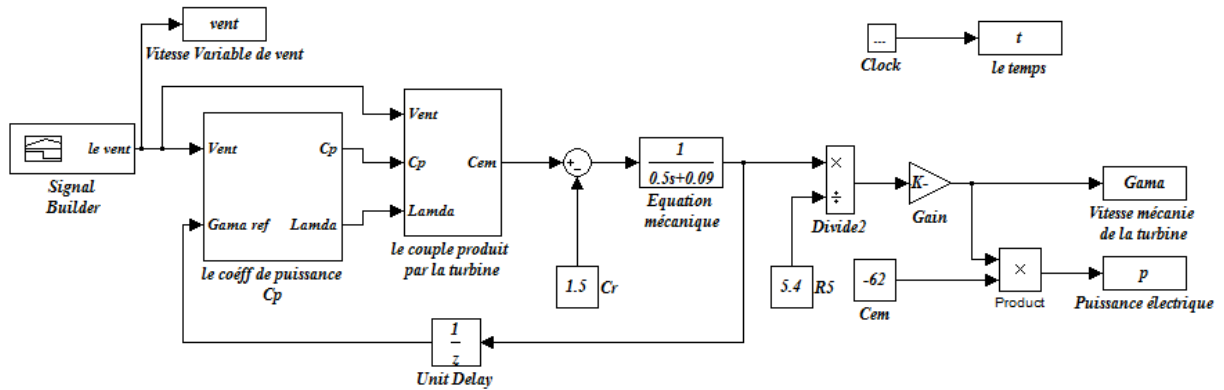 vent
Vitesse Variable de vent
...
Clock
t
le temps
le vent
Signal
Builder
Vent
Cp
Gama ref
Lamda
le coéff de puissance
Cp
Vent
Cp
Cem
Lamda
le couple produit
par la turbine
+
−
1.5
Cr
1
0.5s+0.09
Equation
mécanique
×
÷
Divide2
5.4
R5
K-
Gain
Gama
Vitesse mécanie
de la turbine
-62
Cem
×
Product
p
Puissance électrique
1
z
Unit Delay